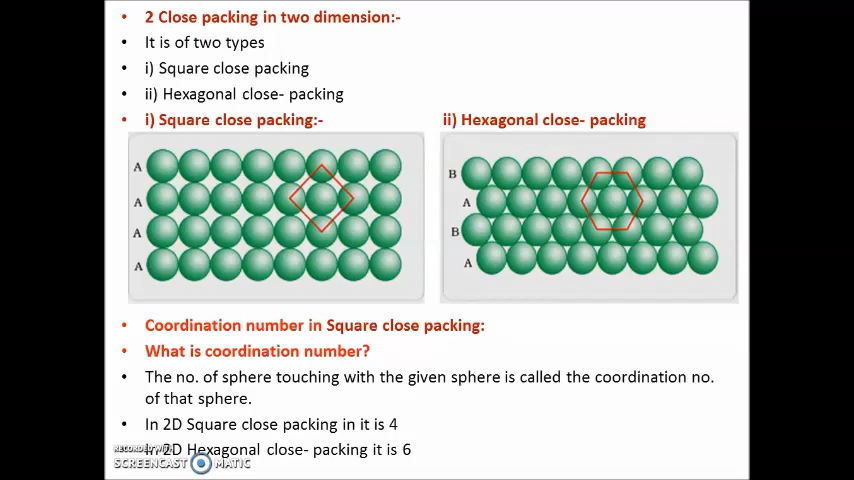 2 Close packing in two dimension:-
It is of two types
i) Square close packing
ii) Hexagonal close- packing
i) Square close packing:-
ii) Hexagonal close- packing
A
A
A
A
B
A
B
A
Coordination number in Square close packing:
What is coordination number?
The no. of sphere touching with the given sphere is called the coordination no.
of that sphere.
In 2D Square close packing in it is 4
In 2D Hexagonal close- packing it is 6
RECORDED WITH
SCREENCAST MATIC